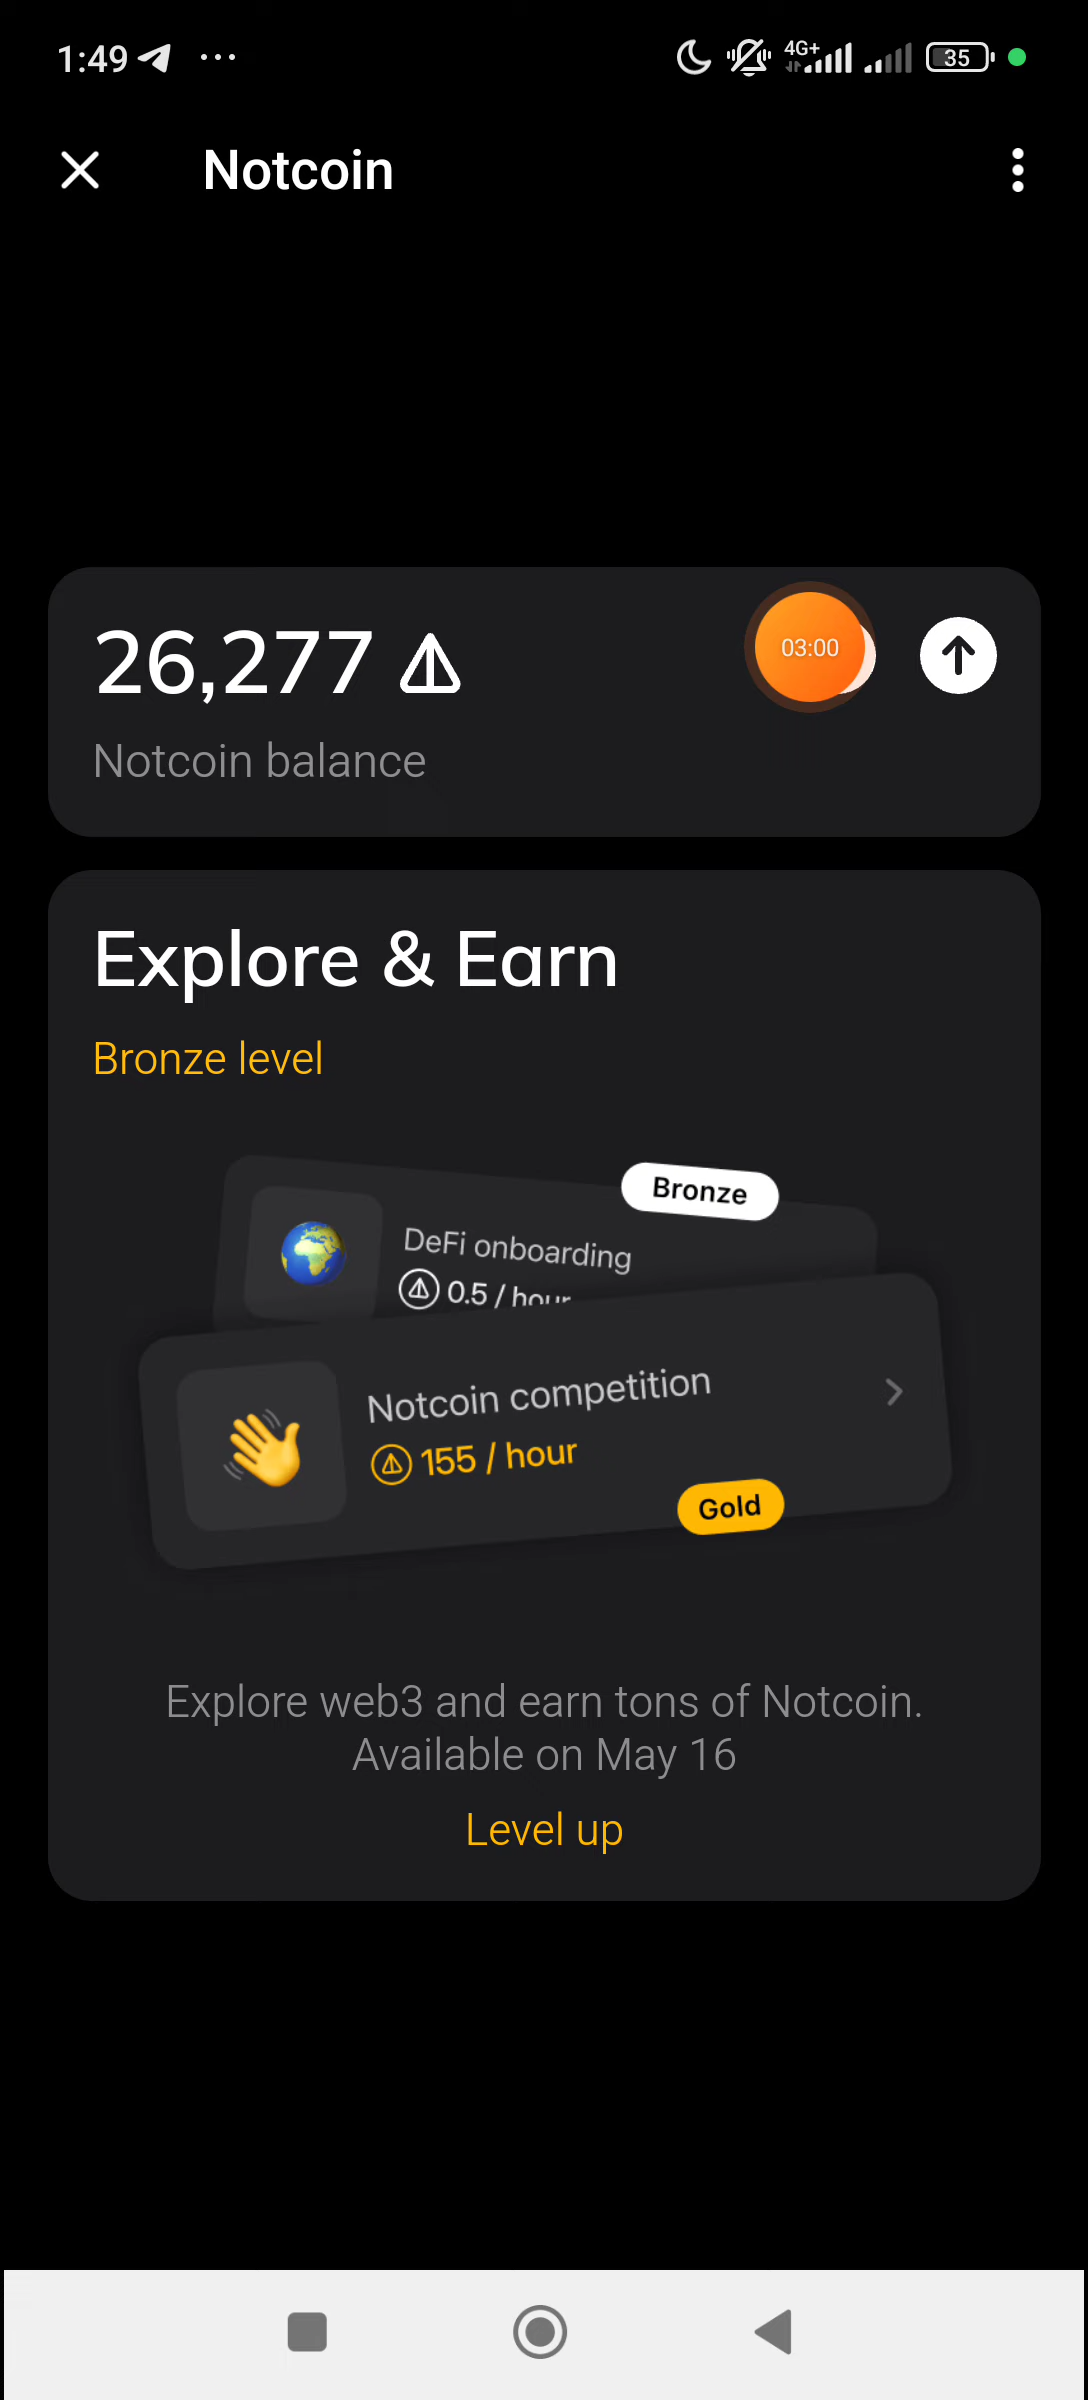 1:49
4G+
35
Notcoin
26,277
03:00
Notcoin balance
Explore & Earn
Bronze level
Bronze
DeFi onboarding
0.5 / hour
Notcoin competition
155 / hour
Gold
Explore web3 and earn tons of Notcoin.
Available on May 16
Level up